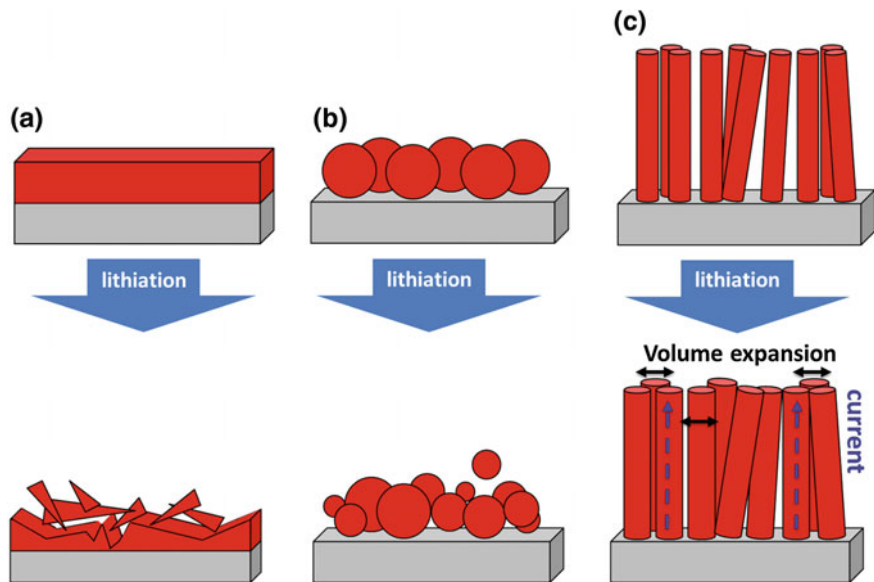 (a)
(b)
(c)
lithiation
lithiation
lithiation
Volume expansion
current